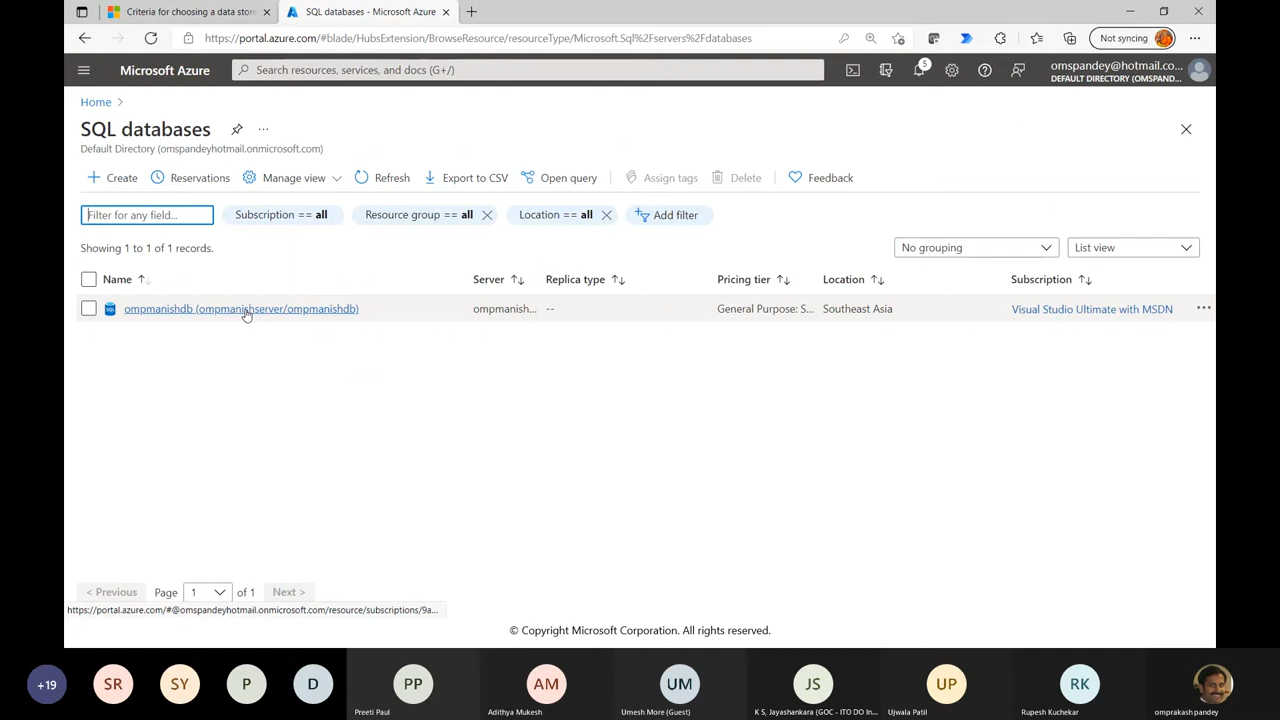 Criteria for choosing a data stor
SQL databases - Microsoft Azure
https://portal.azure.com/#blade/HubsExtension/BrowseResource/resourceType/Microsoft.Sql%2Fservers%2Fdatabases
Not syncing
Microsoft Azure
Search resources, services, and docs (G+/)
5
omspandey@hotmail.co...
DEFAULT DIRECTORY (OMSPAND...
Home
SQL databases
Default Directory (omspandeyhotmail.onmicrosoft.com)
Create
Reservations
Manage view
Refresh
Export to CSV
Open query
Assign tags
Delete
Feedback
Filter for any field...
Subscription == all
Resource group == all
Location == all
Add filter
Showing 1 to 1 of 1 records.
No grouping
List view
Name
Server
Replica type
Pricing tier
Location
Subscription
SQL
ompmanishdb (ompmanishserver/ompmanishdb)
ompmanish...
--
General Purpose: S...
Southeast Asia
Visual Studio Ultimate with MSDN
< Previous
Page
1
of 1
Next >
https://portal.azure.com/#@omspandeyhotmail.onmicrosoft.com/resource/subscriptions/9a...
© Copyright Microsoft Corporation. All rights reserved.
+19
SR
SY
P
D
PP
Preeti Paul
AM
Adithya Mukesh
UM
Umesh More (Guest)
JS
K S, Jayashankara (GOC - ITO DO In...
UP
Ujwala Patil
RK
Rupesh Kuchekar
omprakash pandey